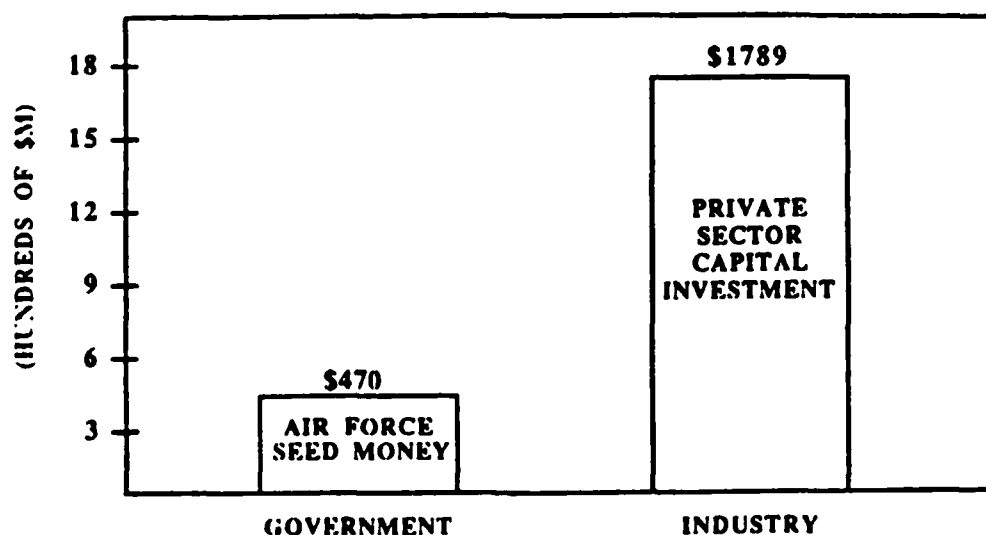 (HUNDREDS OF $M)
18
15
12
9
6
3
$470
AIR FORCE
SEED MONEY
$1789
PRIVATE
SECTOR
CAPITAL
INVESTMENT
GOVERNMENT
INDUSTRY